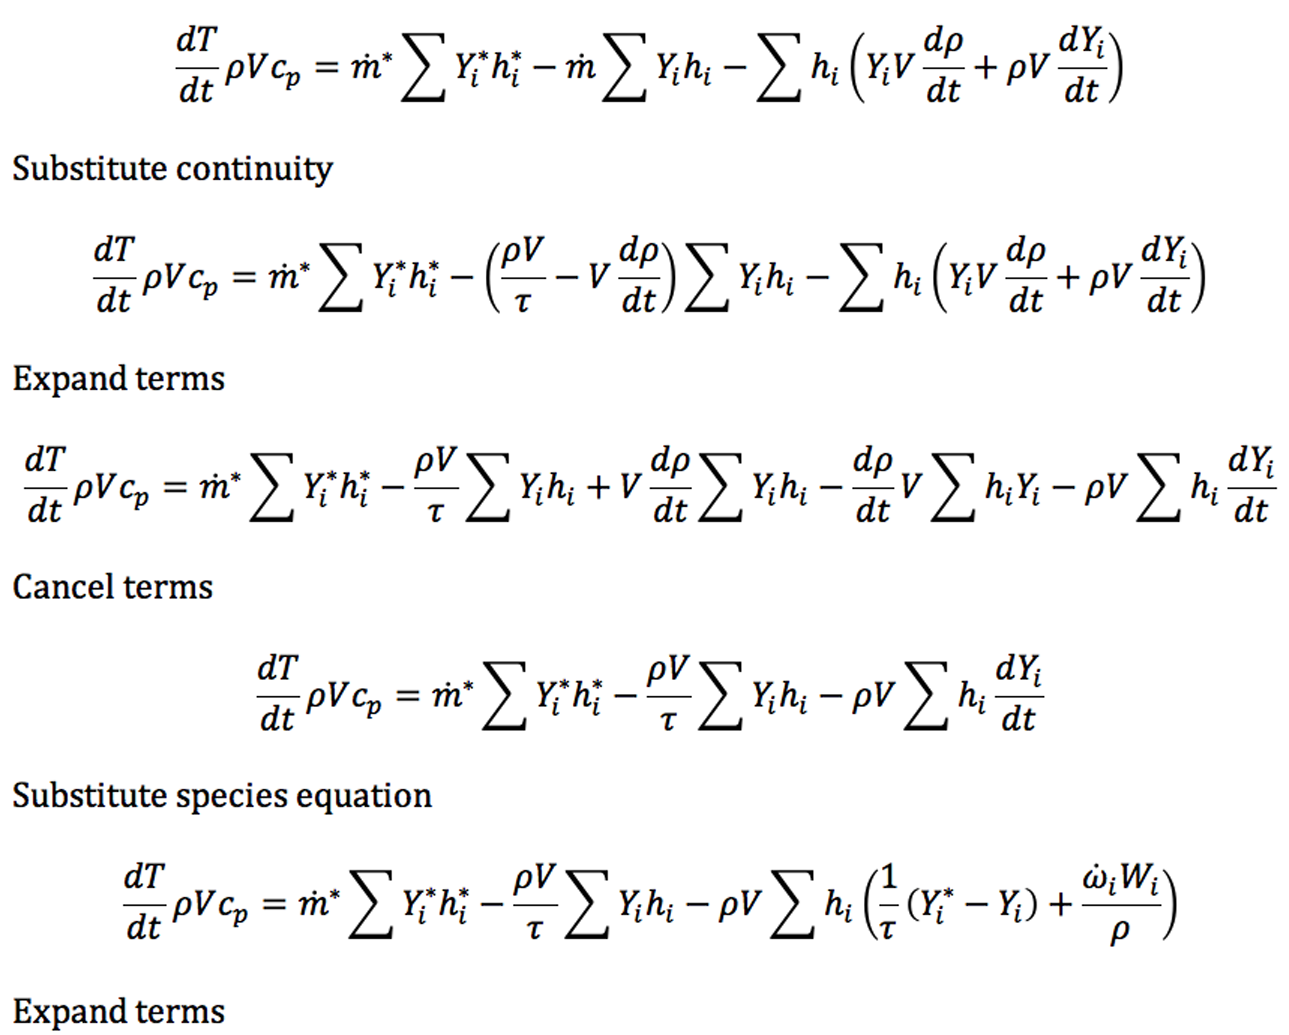 dT/dt ρVc_p = ṁ* ∑ Y_i* h_i* − ṁ ∑ Y_i h_i − ∑ h_i (Y_i V dρ/dt + ρV dY_i/dt)
Substitute continuity
dT/dt ρVc_p = ṁ* ∑ Y_i* h_i* − (ρV/τ − V dρ/dt) ∑ Y_i h_i − ∑ h_i (Y_i V dρ/dt + ρV dY_i/dt)
Expand terms
dT/dt ρVc_p = ṁ* ∑ Y_i* h_i* − ρV/τ ∑ Y_i h_i + V dρ/dt ∑ Y_i h_i − dρ/dt V ∑ h_i Y_i − ρV ∑ h_i dY_i/dt
Cancel terms
dT/dt ρVc_p = ṁ* ∑ Y_i* h_i* − ρV/τ ∑ Y_i h_i − ρV ∑ h_i dY_i/dt
Substitute species equation
dT/dt ρVc_p = ṁ* ∑ Y_i* h_i* − ρV/τ ∑ Y_i h_i − ρV ∑ h_i (1/τ (Y_i* − Y_i) + ω̇_i W_i/ρ)
Expand terms